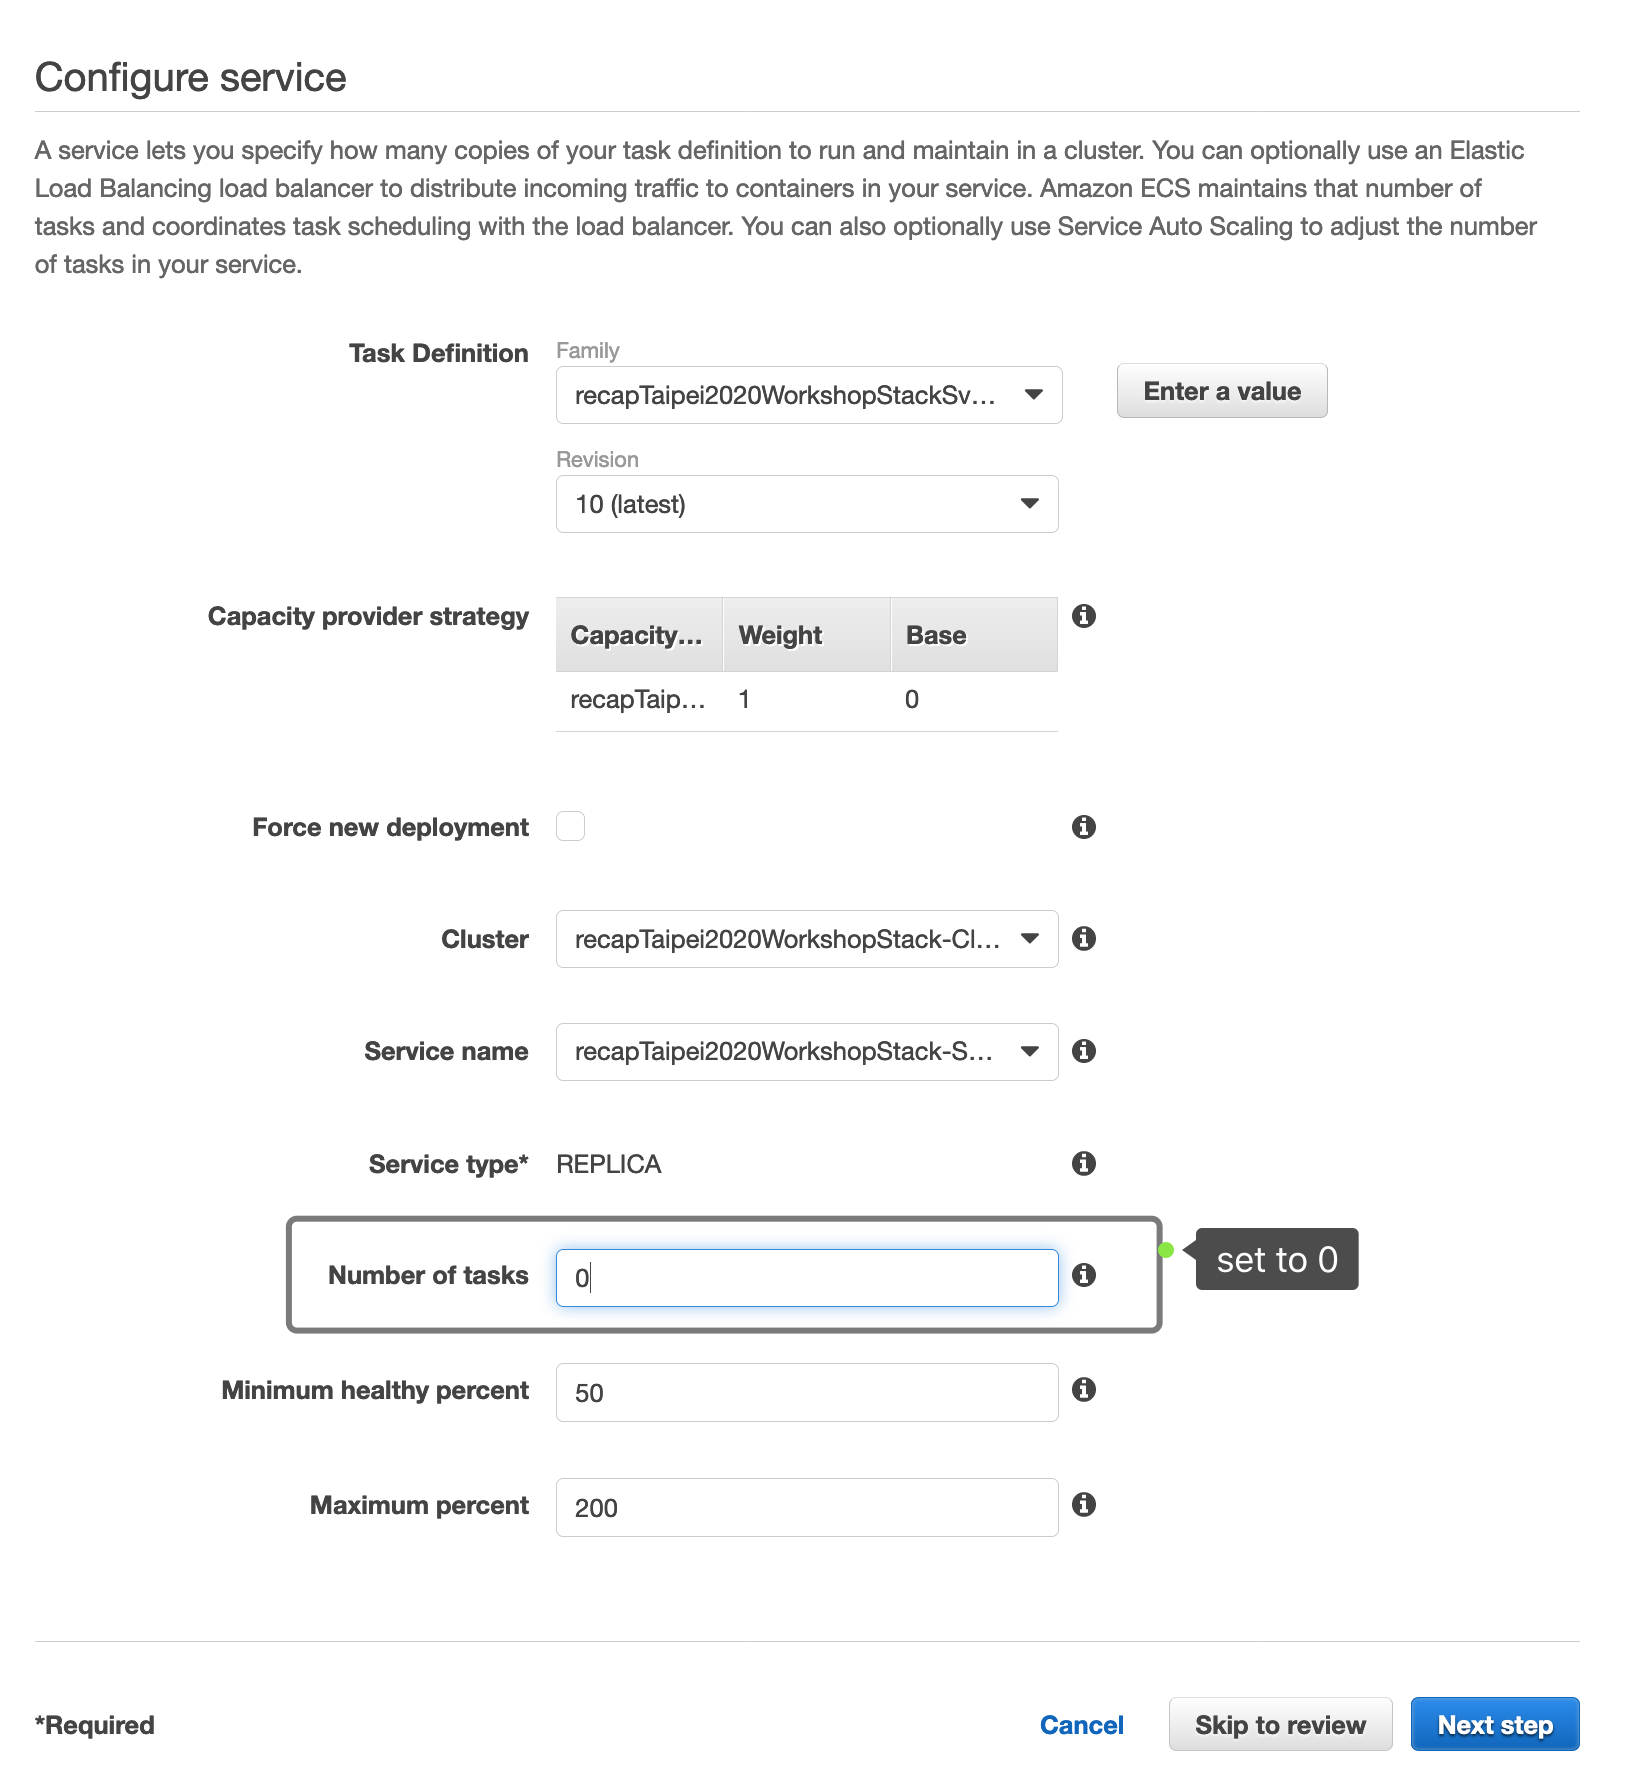 Configure service
A service lets you specify how many copies of your task definition to run and maintain in a cluster. You can optionally use an Elastic
Load Balancing load balancer to distribute incoming traffic to containers in your service. Amazon ECS maintains that number of
tasks and coordinates task scheduling with the load balancer. You can also optionally use Service Auto Scaling to adjust the number
of tasks in your service.
Task Definition
Family
recapTaipei2020WorkshopStackSv...
Enter a value
Revision
10 (latest)
Capacity provider strategy
Capacity... Weight Base
recapTaip... 1 0
Force new deployment
Cluster
recapTaipei2020WorkshopStack-Cl...
Service name
recapTaipei2020WorkshopStack-S...
Service type* REPLICA
Number of tasks 0
set to 0
Minimum healthy percent 50
Maximum percent 200
*Required
Cancel
Skip to review
Next step